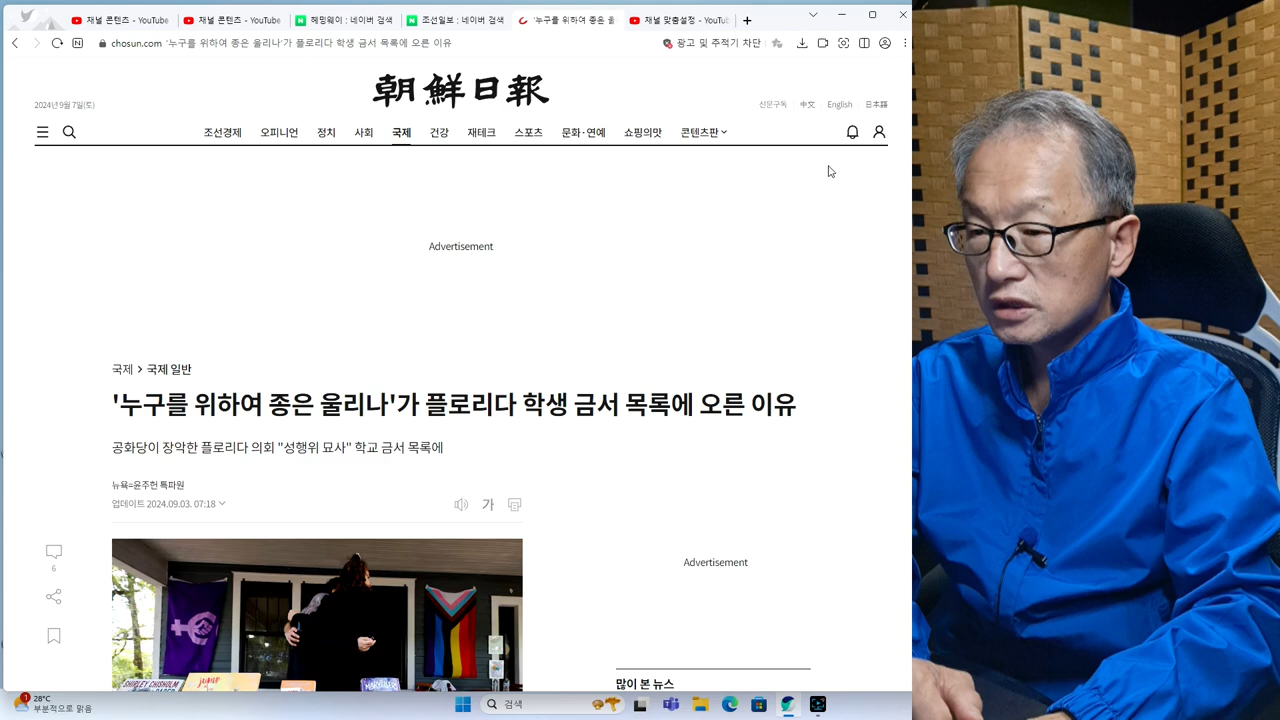 채널 콘텐츠 - YouTube
채널 콘텐츠 - YouTube
헤밍웨이 : 네이버 검색
조선일보 : 네이버 검색
'누구를 위하여 종은 울
채널 맞춤설정 - YouTu
chosun.com '누구를 위하여 종은 울리나'가 플로리다 학생 금서 목록에 오른 이유
광고 및 추적기 차단
朝鮮日報
2024년 9월 7일(토)
신문구독 中文 English 日本語
조선경제 오피니언 정치 사회 국제 건강 재테크 스포츠 문화·연예 쇼핑의맛 콘텐츠판
Advertisement
국제 > 국제 일반
'누구를 위하여 종은 울리나'가 플로리다 학생 금서 목록에 오른 이유
공화당이 장악한 플로리다 의회 "성행위 묘사" 학교 금서 목록에
뉴욕=윤주헌 특파원
업데이트 2024.09.03. 07:18
가
6
Advertisement
SHIRLEY CHISHOLM
많이 본 뉴스
1
28°C
부분적으로 맑음
검색